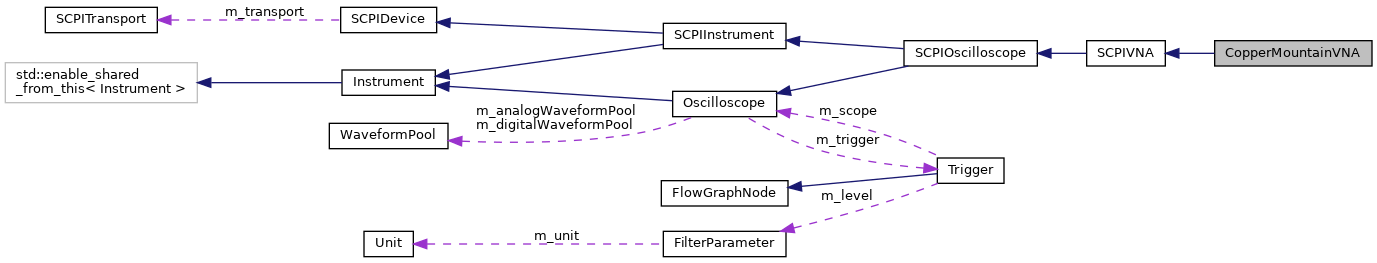 SCPITransport
m_transport
SCPIDevice
SCPIInstrument
SCPIOscilloscope
SCPIVNA
CopperMountainVNA
std::enable_shared
_from_this< Instrument >
Instrument
Oscilloscope
m_analogWaveformPool
m_digitalWaveformPool
WaveformPool
m_scope
m_trigger
Trigger
FlowGraphNode
m_level
Unit
m_unit
FilterParameter